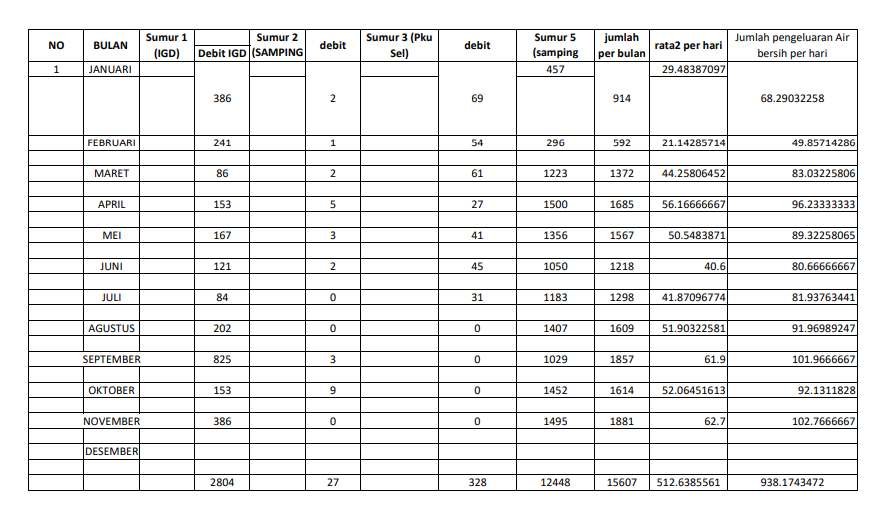 NO BULAN Sumur 1 (IGD) Debit IGD Sumur 2 (SAMPING debit Sumur 3 (Pku Sel) debit Sumur 5 (samping jumlah per bulan rata2 per hari Jumlah pengeluaran Air bersih per hari
1 JANUARI 386 2 69 457 914 29.48387097 68.29032258
FEBRUARI 241 1 54 296 592 21.14285714 49.85714286
MARET 86 2 61 1223 1372 44.25806452 83.03225806
APRIL 153 5 27 1500 1685 56.16666667 96.23333333
MEI 167 3 41 1356 1567 50.5483871 89.32258065
JUNI 121 2 45 1050 1218 40.6 80.66666667
JULI 84 0 31 1183 1298 41.87096774 81.93763441
AGUSTUS 202 0 0 1407 1609 51.90322581 91.96989247
SEPTEMBER 825 3 0 1029 1857 61.9 101.9666667
OKTOBER 153 9 0 1452 1614 52.06451613 92.1311828
NOVEMBER 386 0 0 1495 1881 62.7 102.7666667
DESEMBER
2804 27 328 12448 15607 512.6385561 938.1743472